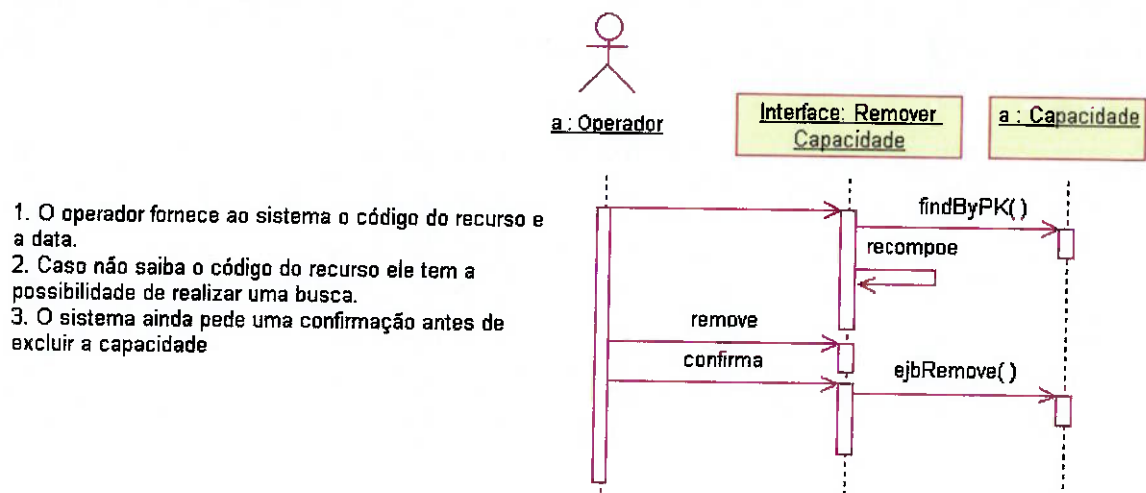 a : Operador
Interface: Remover
Capacidade
a : Capacidade
1. O operador fornece ao sistema o código do recurso e
a data.
2. Caso não saiba o código do recurso ele tem a
possibilidade de realizar uma busca.
3. O sistema ainda pede uma confirmação antes de
excluir a capacidade
findByPK()
recompoe
remove
confirma
ejbRemove()